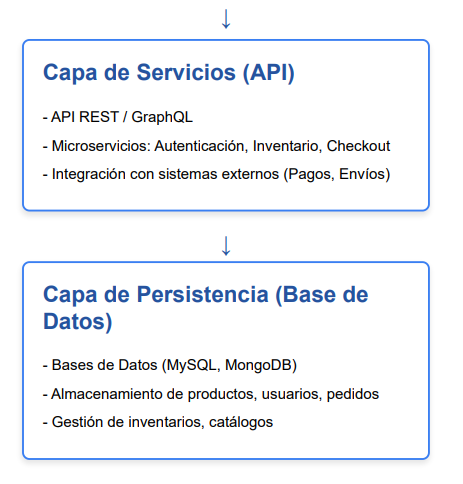 Capa de Servicios (API)
- API REST / GraphQL
- Microservicios: Autenticación, Inventario, Checkout
- Integración con sistemas externos (Pagos, Envíos)
Capa de Persistencia (Base de
Datos)
- Bases de Datos (MySQL, MongoDB)
- Almacenamiento de productos, usuarios, pedidos
- Gestión de inventarios, catálogos